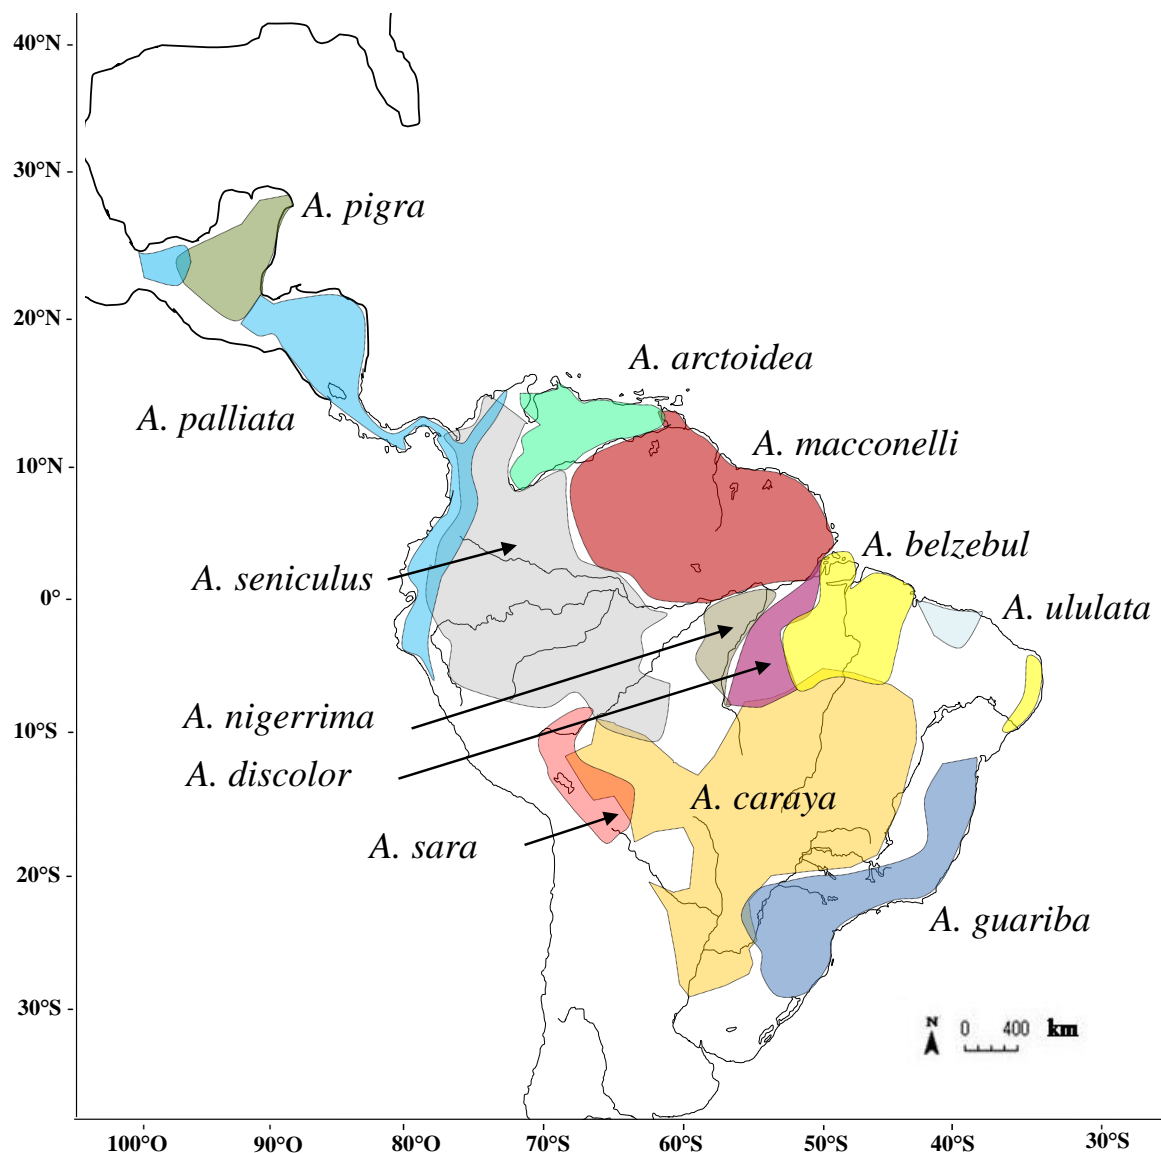 40°N
30°N
A. pigra
20°N
A. arctoidea
A. palliata
A. macconelli
10°N
A. belzebul
A. seniculus
0°
A. ululata
A. nigerrima
10°S
A. discolor
A. caraya
A. sara
20°S
A. guariba
30°S
N
0 400 km
100°O 90°O 80°O 70°S 60°S 50°S 40°S 30°S